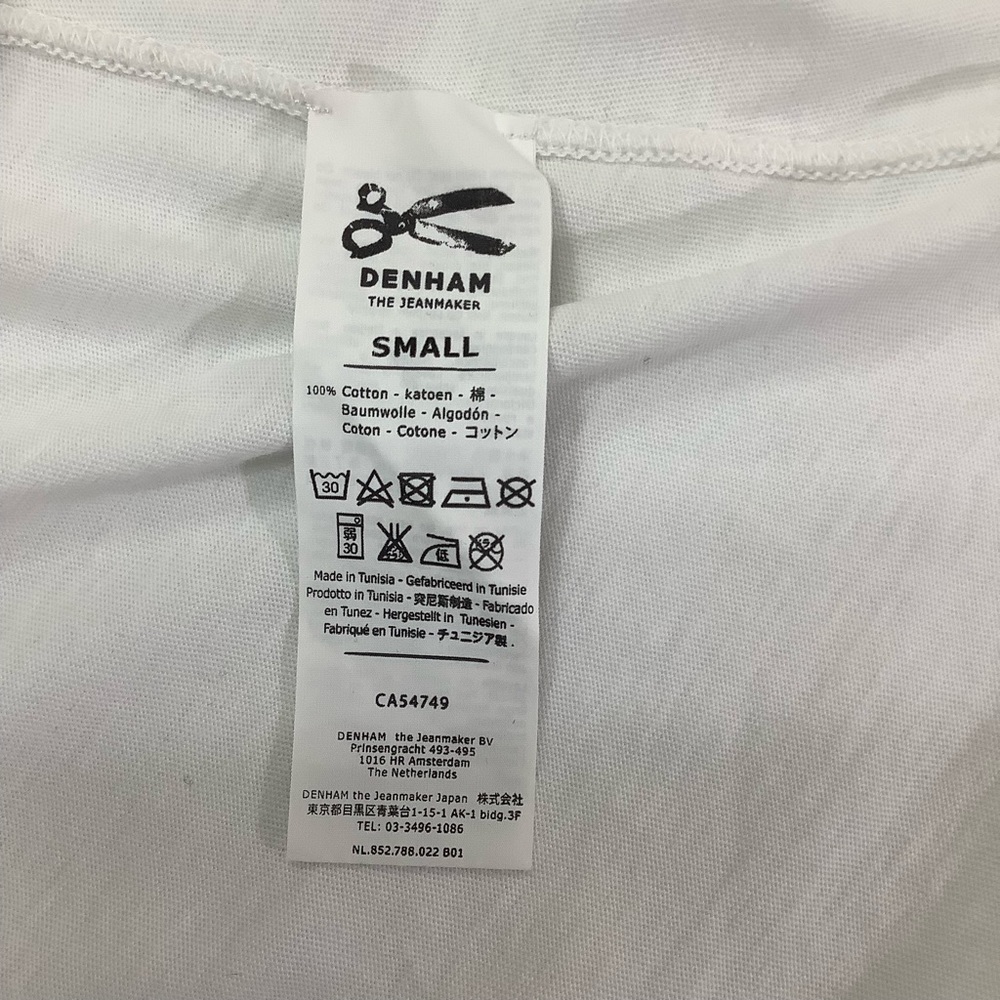 DENHAM
THE JEANMAKER
SMALL
100% Cotton - katoen - 棉 -
Baumwolle - Algodón -
Coton - Cotone - コットン
30
弱
30
低
Made in Tunisia - Gefabriceerd in Tunisie
Prodotto in Tunisia - 突尼斯制造 - Fabricado
en Tunez - Hergestellt in Tunesien -
Fabriqué en Tunisie - チュニジア製 .
CA54749
DENHAM the Jeanmaker BV
Prinsengracht 493-495
1016 HR Amsterdam
The Netherlands
DENHAM the Jeanmaker Japan 株式会社
東京都目黒区青葉台1-15-1 AK-1 bidg.3F
TEL: 03-3496-1086
NL.852.788.022 B01